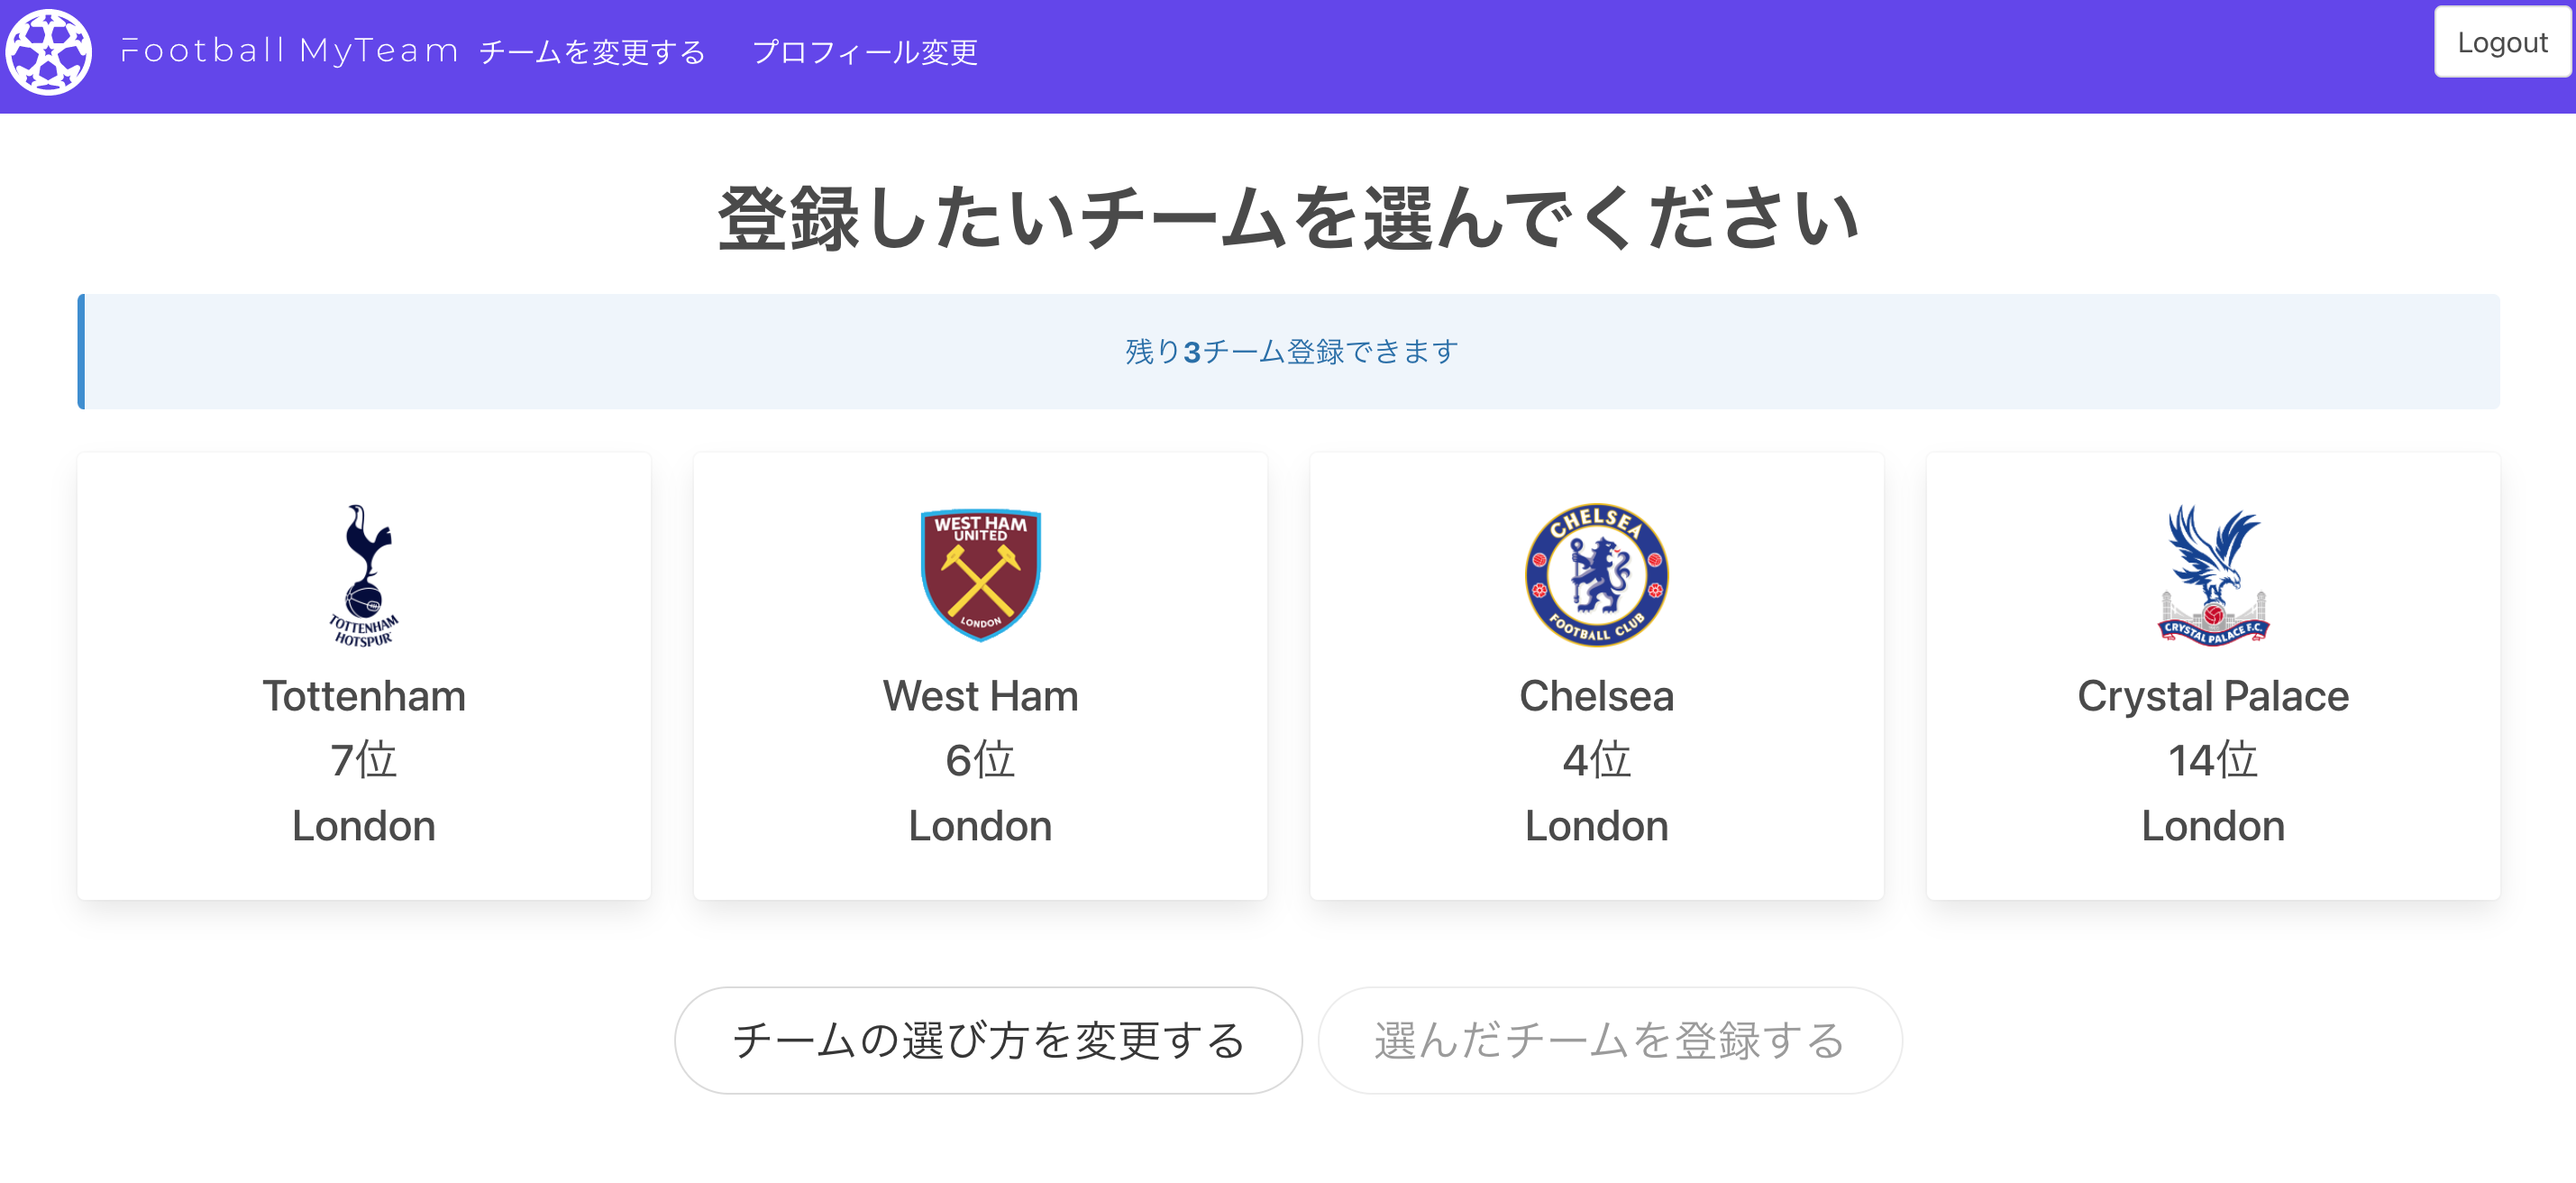 Football MyTeam チームを変更する プロフィール変更 Logout
登録したいチームを選んでください
残り3チーム登録できます
TOTTENHAM
HOTSPUR
Tottenham
7位
London
WEST HAM
UNITED
LONDON
West Ham
6位
London
CHELSEA
FOOTBALL CLUB
Chelsea
4位
London
CRYSTAL PALACE F.C.
Crystal Palace
14位
London
チームの選び方を変更する 選んだチームを登録する